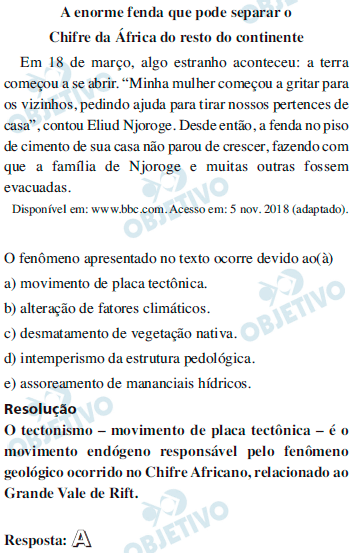 A enorme fenda que pode separar o
Chifre da África do resto do continente
Em 18 de março, algo estranho aconteceu: a terra
começou a se abrir. “Minha mulher começou a gritar para
os vizinhos, pedindo ajuda para tirar nossos pertences de
casa”, contou Eliud Njoroge. Desde então, a fenda no piso
de cimento de sua casa não parou de crescer, fazendo com
que a família de Njoroge e muitas outras fossem
evacuadas.
Disponível em: www.bbc.com. Acesso em: 5 nov. 2018 (adaptado).
O fenômeno apresentado no texto ocorre devido ao(à)
a) movimento de placa tectônica.
b) alteração de fatores climáticos.
c) desmatamento de vegetação nativa.
d) intemperismo da estrutura pedológica.
e) assoreamento de mananciais hídricos.
Resolução
O tectonismo – movimento de placa tectônica – é o
movimento endógeno responsável pelo fenômeno
geológico ocorrido no Chifre Africano, relacionado ao
Grande Vale de Rift.
Resposta: A
OBJETIVO
OBJETIVO
OBJETIVO
OBJETIVO
OBJETIVO
OBJETIVO